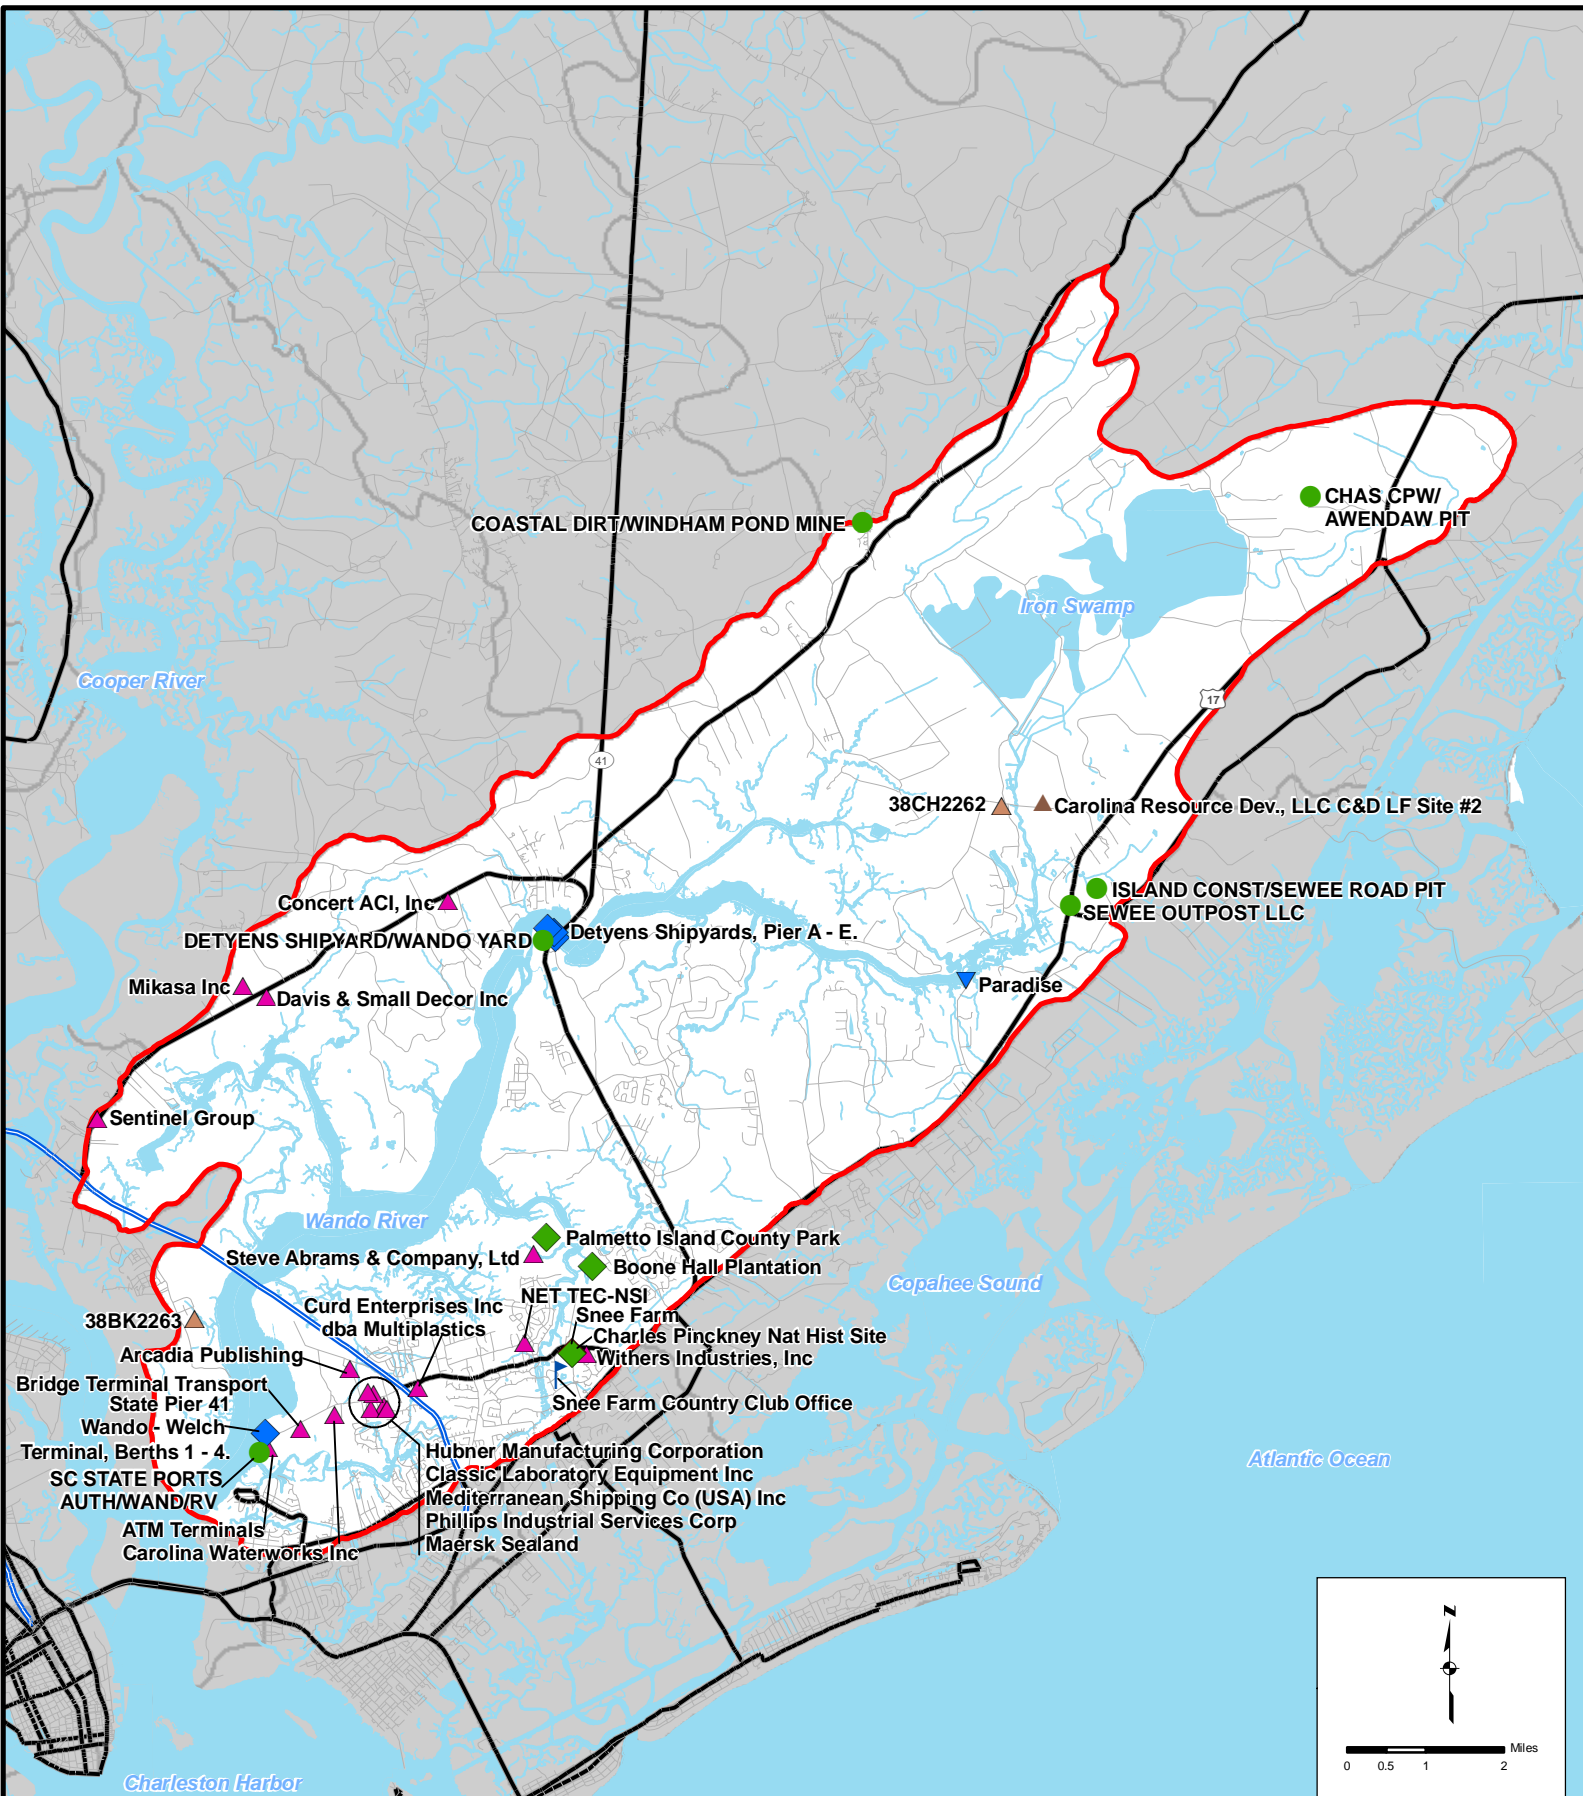 COASTAL DIRT/WINDHAM POND MINE
CHAS CPW/
AWENDAW PIT
Iron Swamp
Cooper River
17
41
38CH2262
Carolina Resource Dev., LLC C&D LF Site #2
ISLAND CONST/SEWEE ROAD PIT
SEWEE OUTPOST LLC
Concert ACI, Inc
DETYENS SHIPYARD/WANDO YARD
Detyens Shipyards, Pier A - E.
Mikasa Inc
Davis & Small Decor Inc
Paradise
Sentinel Group
Wando River
Steve Abrams & Company, Ltd
Palmetto Island County Park
Boone Hall Plantation
Copahee Sound
NET TEC-NSI
Curd Enterprises Inc
dba Multiplastics
Snee Farm
Charles Pinckney Nat Hist Site
Withers Industries, Inc
38BK2263
Arcadia Publishing
Bridge Terminal Transport
State Pier 41
Wando - Welch
Terminal, Berths 1 - 4.
SC STATE PORTS
AUTH/WAND/RV
ATM Terminals
Carolina Waterworks Inc
Snee Farm Country Club Office
Hubner Manufacturing Corporation
Classic Laboratory Equipment Inc
Mediterranean Shipping Co (USA) Inc
Phillips Industrial Services Corp
Maersk Sealand
Atlantic Ocean
Charleston Harbor
N
Miles
0 0.5 1 2